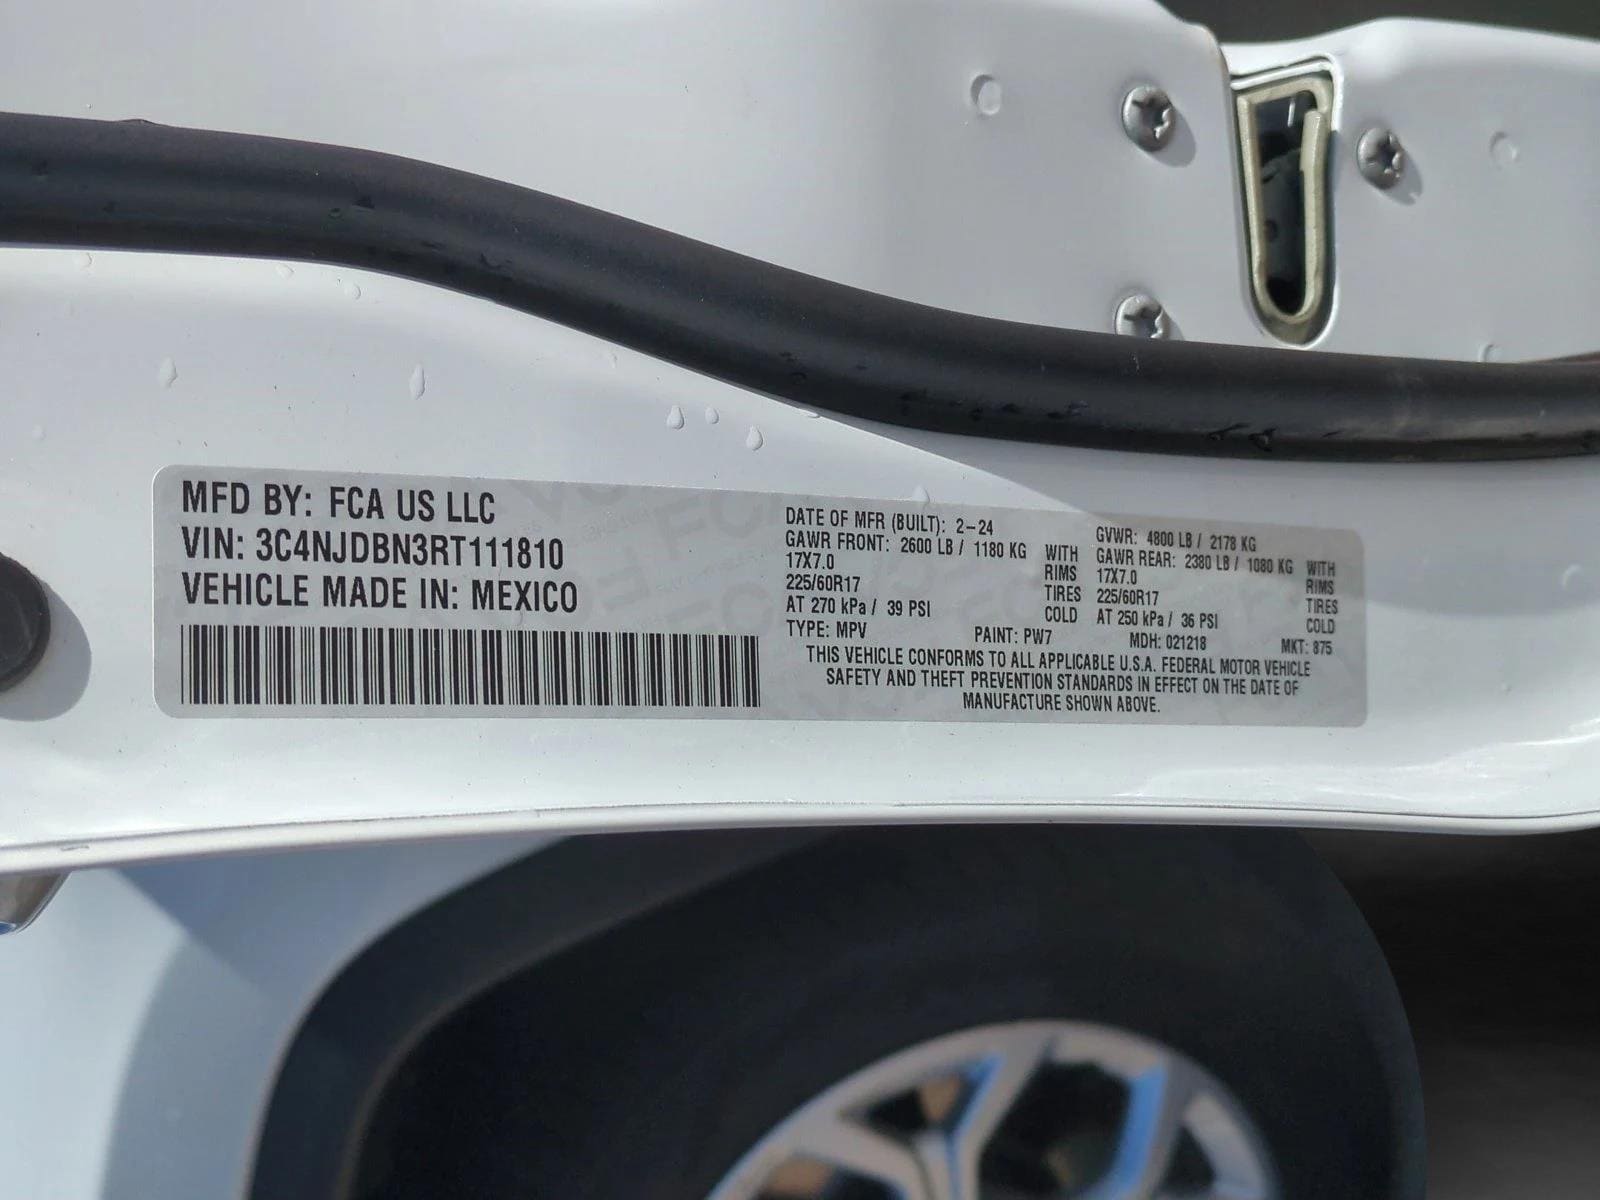 MFD BY: FCA US LLC
VIN: 3C4NJDBN3RT111810
VEHICLE MADE IN: MEXICO
DATE OF MFR (BUILT): 2-24
GAWR FRONT: 2600 LB / 1180 KG WITH
17X7.0 RIMS
225/60R17 TIRES
AT 270 kPa / 39 PSI COLD
GVWR: 4800 LB / 2178 KG
GAWR REAR: 2380 LB / 1080 KG WITH
17X7.0 RIMS
225/60R17 TIRES
AT 250 kPa / 36 PSI COLD
TYPE: MPV PAINT: PW7 MDH: 021218 MKT: 875
THIS VEHICLE CONFORMS TO ALL APPLICABLE U.S.A. FEDERAL MOTOR VEHICLE
SAFETY AND THEFT PREVENTION STANDARDS IN EFFECT ON THE DATE OF
MANUFACTURE SHOWN ABOVE.